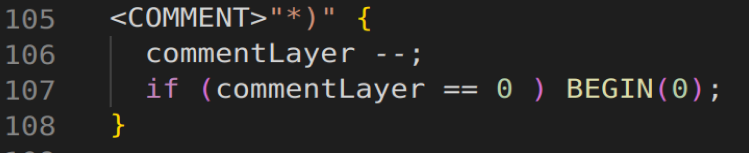 105 <COMMENT>"*)" {
106 commentLayer --;
107 if (commentLayer == 0 ) BEGIN(0);
108 }